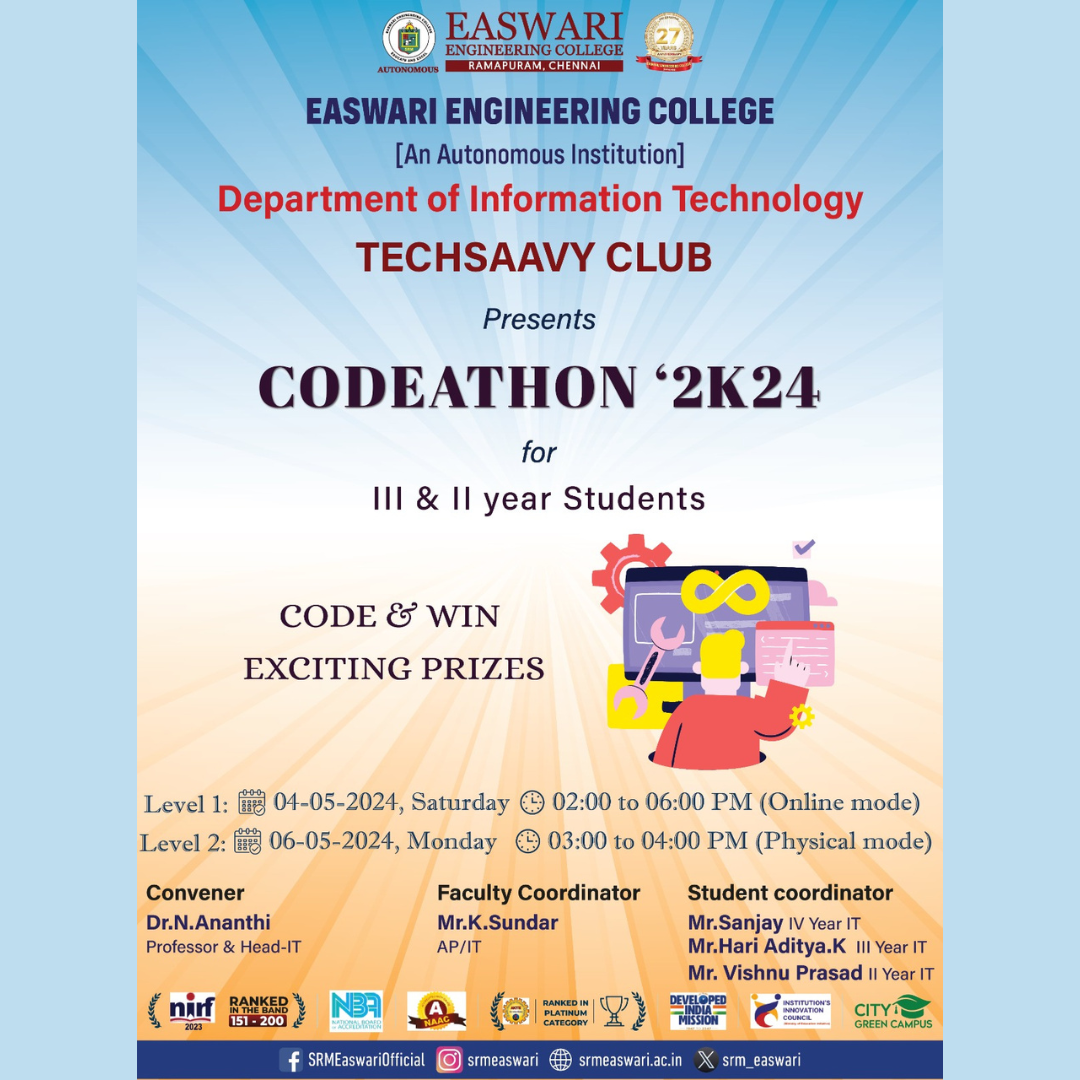 EASWARI
ENGINEERING COLLEGE
AUTONOMOUS
RAMAPURAM, CHENNAI
27
YEARS
EASWARI ENGINEERING COLLEGE
[An Autonomous Institution]
Department of Information Technology
TECHSAAVY CLUB
Presents
CODEATHON ‘2K24
for
III & II year Students
CODE & WIN
EXCITING PRIZES
Level 1: 04-05-2024, Saturday 02:00 to 06:00 PM (Online mode)
Level 2: 06-05-2024, Monday 03:00 to 04:00 PM (Physical mode)
Convener
Dr.N.Ananthi
Professor & Head-IT
Faculty Coordinator
Mr.K.Sundar
AP/IT
Student coordinator
Mr.Sanjay IV Year IT
Mr.Hari Aditya.K III Year IT
Mr. Vishnu Prasad II Year IT
nirf
2023
RANKED
IN THE BAND
151 - 200
NBA
NATIONAL BOARD
of ACCREDITATION
A
NAAC
RANKED IN
PLATINUM
CATEGORY
DEVELOPED
INDIA
MISSION
INSTITUTION'S
INNOVATION
COUNCIL
CITY
GREEN CAMPUS
SRMEaswariOfficial srmeaswari srmeaswari.ac.in srm_easwari